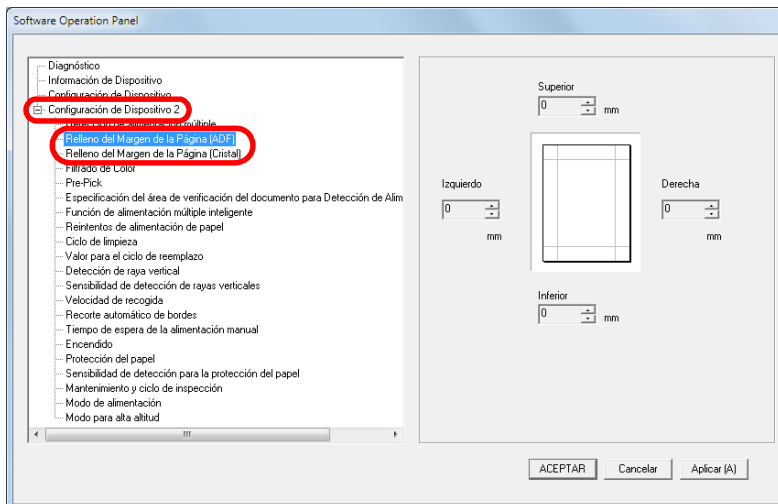 Software Operation Panel
Diagnóstico
Información de Dispositivo
Configuración de Dispositivo
Configuración de Dispositivo 2
Detección de alimentación múltiple
Relleno del Margen de la Página (ADF)
Relleno del Margen de la Página (Cristal)
Filtrado de Color
Pre-Pick
Especificación del área de verificación del documento para Detección de Alim
Función de alimentación múltiple inteligente
Reintentos de alimentación de papel
Ciclo de limpieza
Valor para el ciclo de reemplazo
Detección de raya vertical
Sensibilidad de detección de rayas verticales
Velocidad de recogida
Recorte automático de bordes
Tiempo de espera de la alimentación manual
Encendido
Protección del papel
Sensibilidad de detección para la protección del papel
Mantenimiento y ciclo de inspección
Modo de alimentación
Modo para alta altitud
Superior
0 mm
Izquierdo
0
mm
Derecha
0
mm
Inferior
0 mm
ACEPTAR
Cancelar
Aplicar (A)